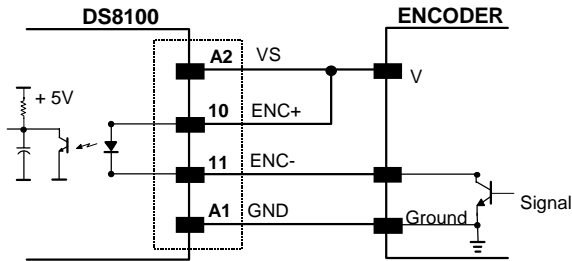 DS8100
ENCODER
A2 VS
V
+ 5V
10 ENC+
11 ENC-
Signal
A1 GND
Ground